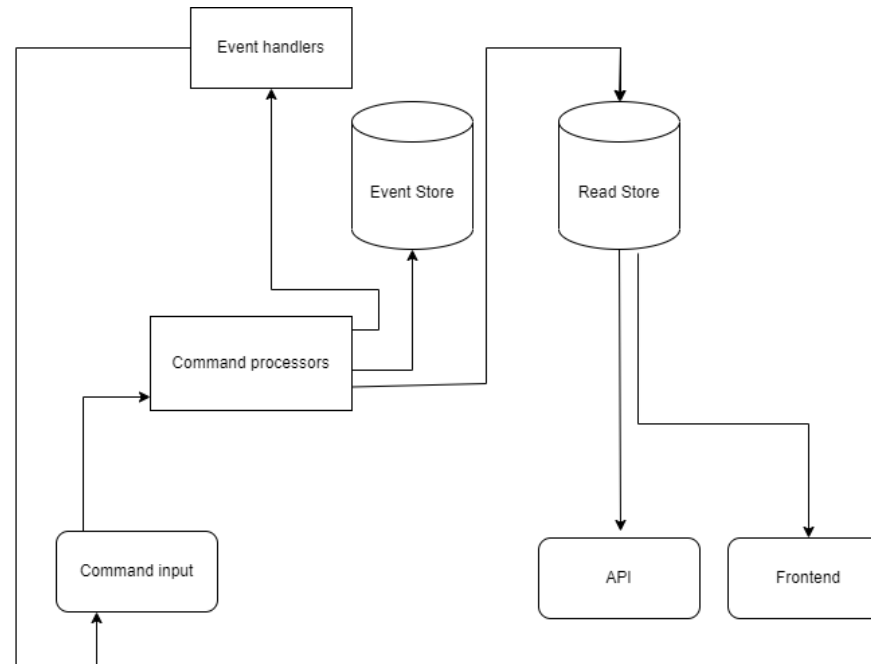 Event handlers
Event Store
Read Store
Command processors
Command input
API
Frontend